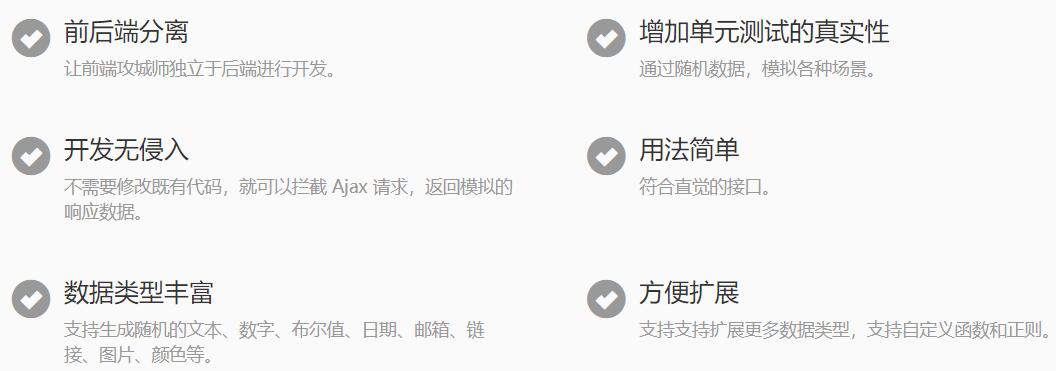 前后端分离
让前端攻城师独立于后端进行开发。
增加单元测试的真实性
通过随机数据，模拟各种场景。
开发无侵入
不需要修改既有代码，就可以拦截 Ajax 请求，返回模拟的
响应数据。
用法简单
符合直觉的接口。
数据类型丰富
支持生成随机的文本、数字、布尔值、日期、邮箱、链
接、图片、颜色等。
方便扩展
支持支持扩展更多数据类型，支持自定义函数和正则。